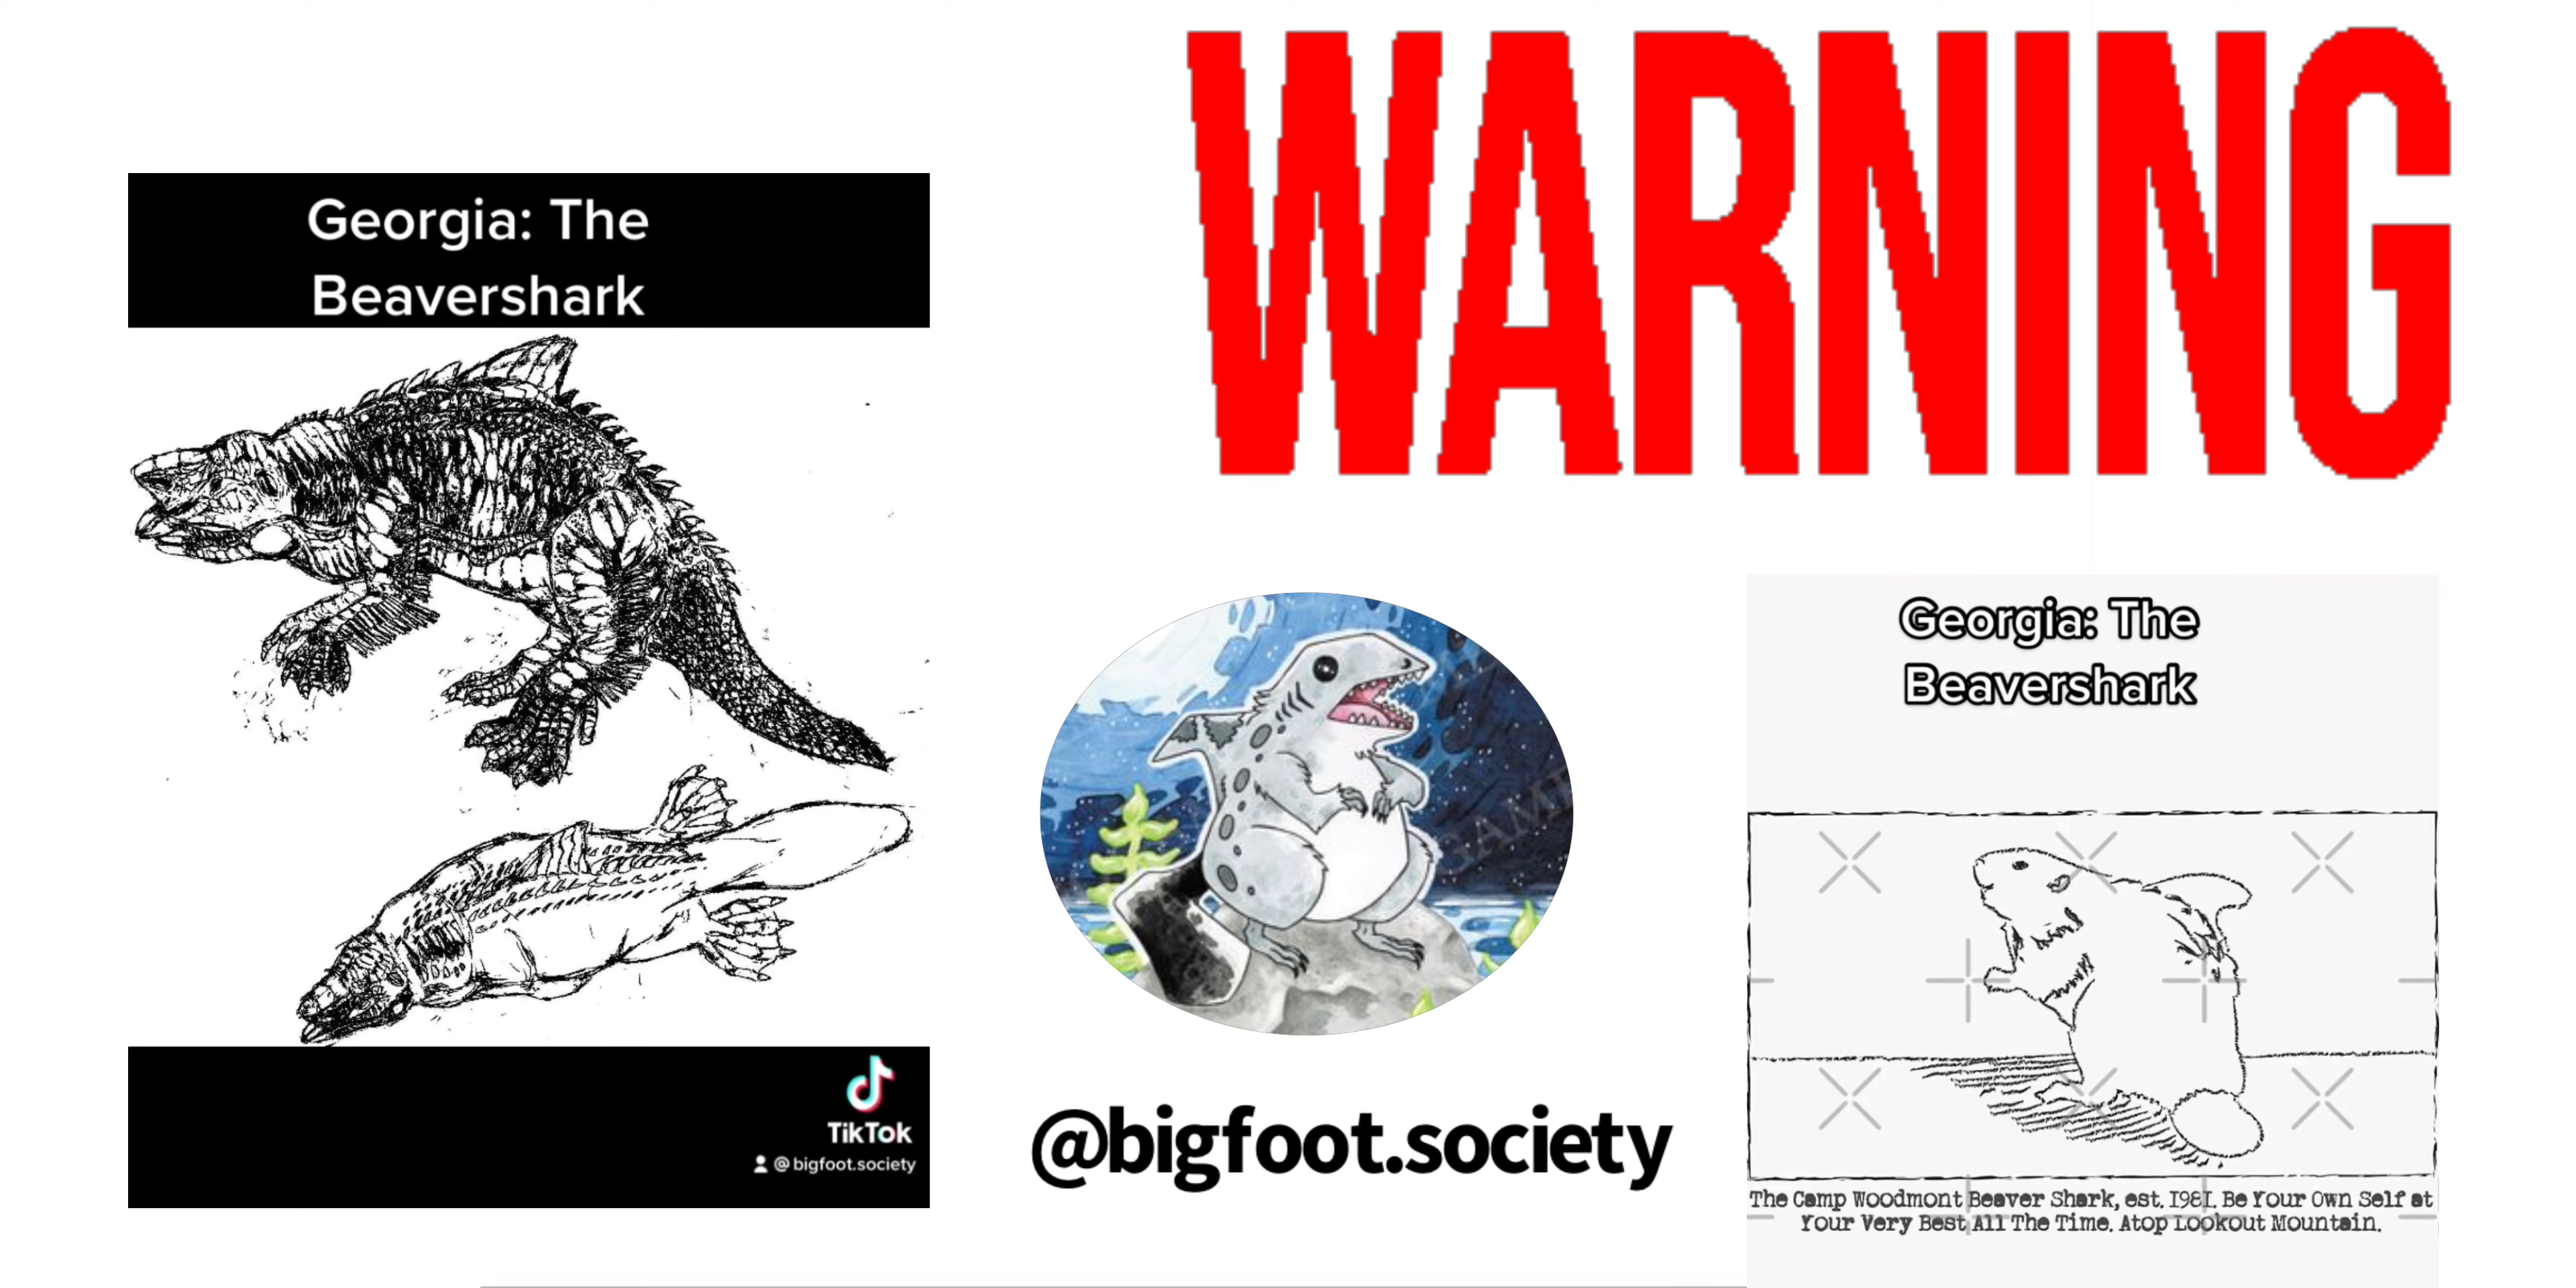 WARNING
Georgia: The
Beavershark
TikTok
@bigfoot.society
@bigfoot.society
Georgia: The
Beavershark
The Camp Woodmont Beaver Shark, est. 1981. Be Your Own Self at
Your Very Best All The Time. Atop Lookout Mountain.